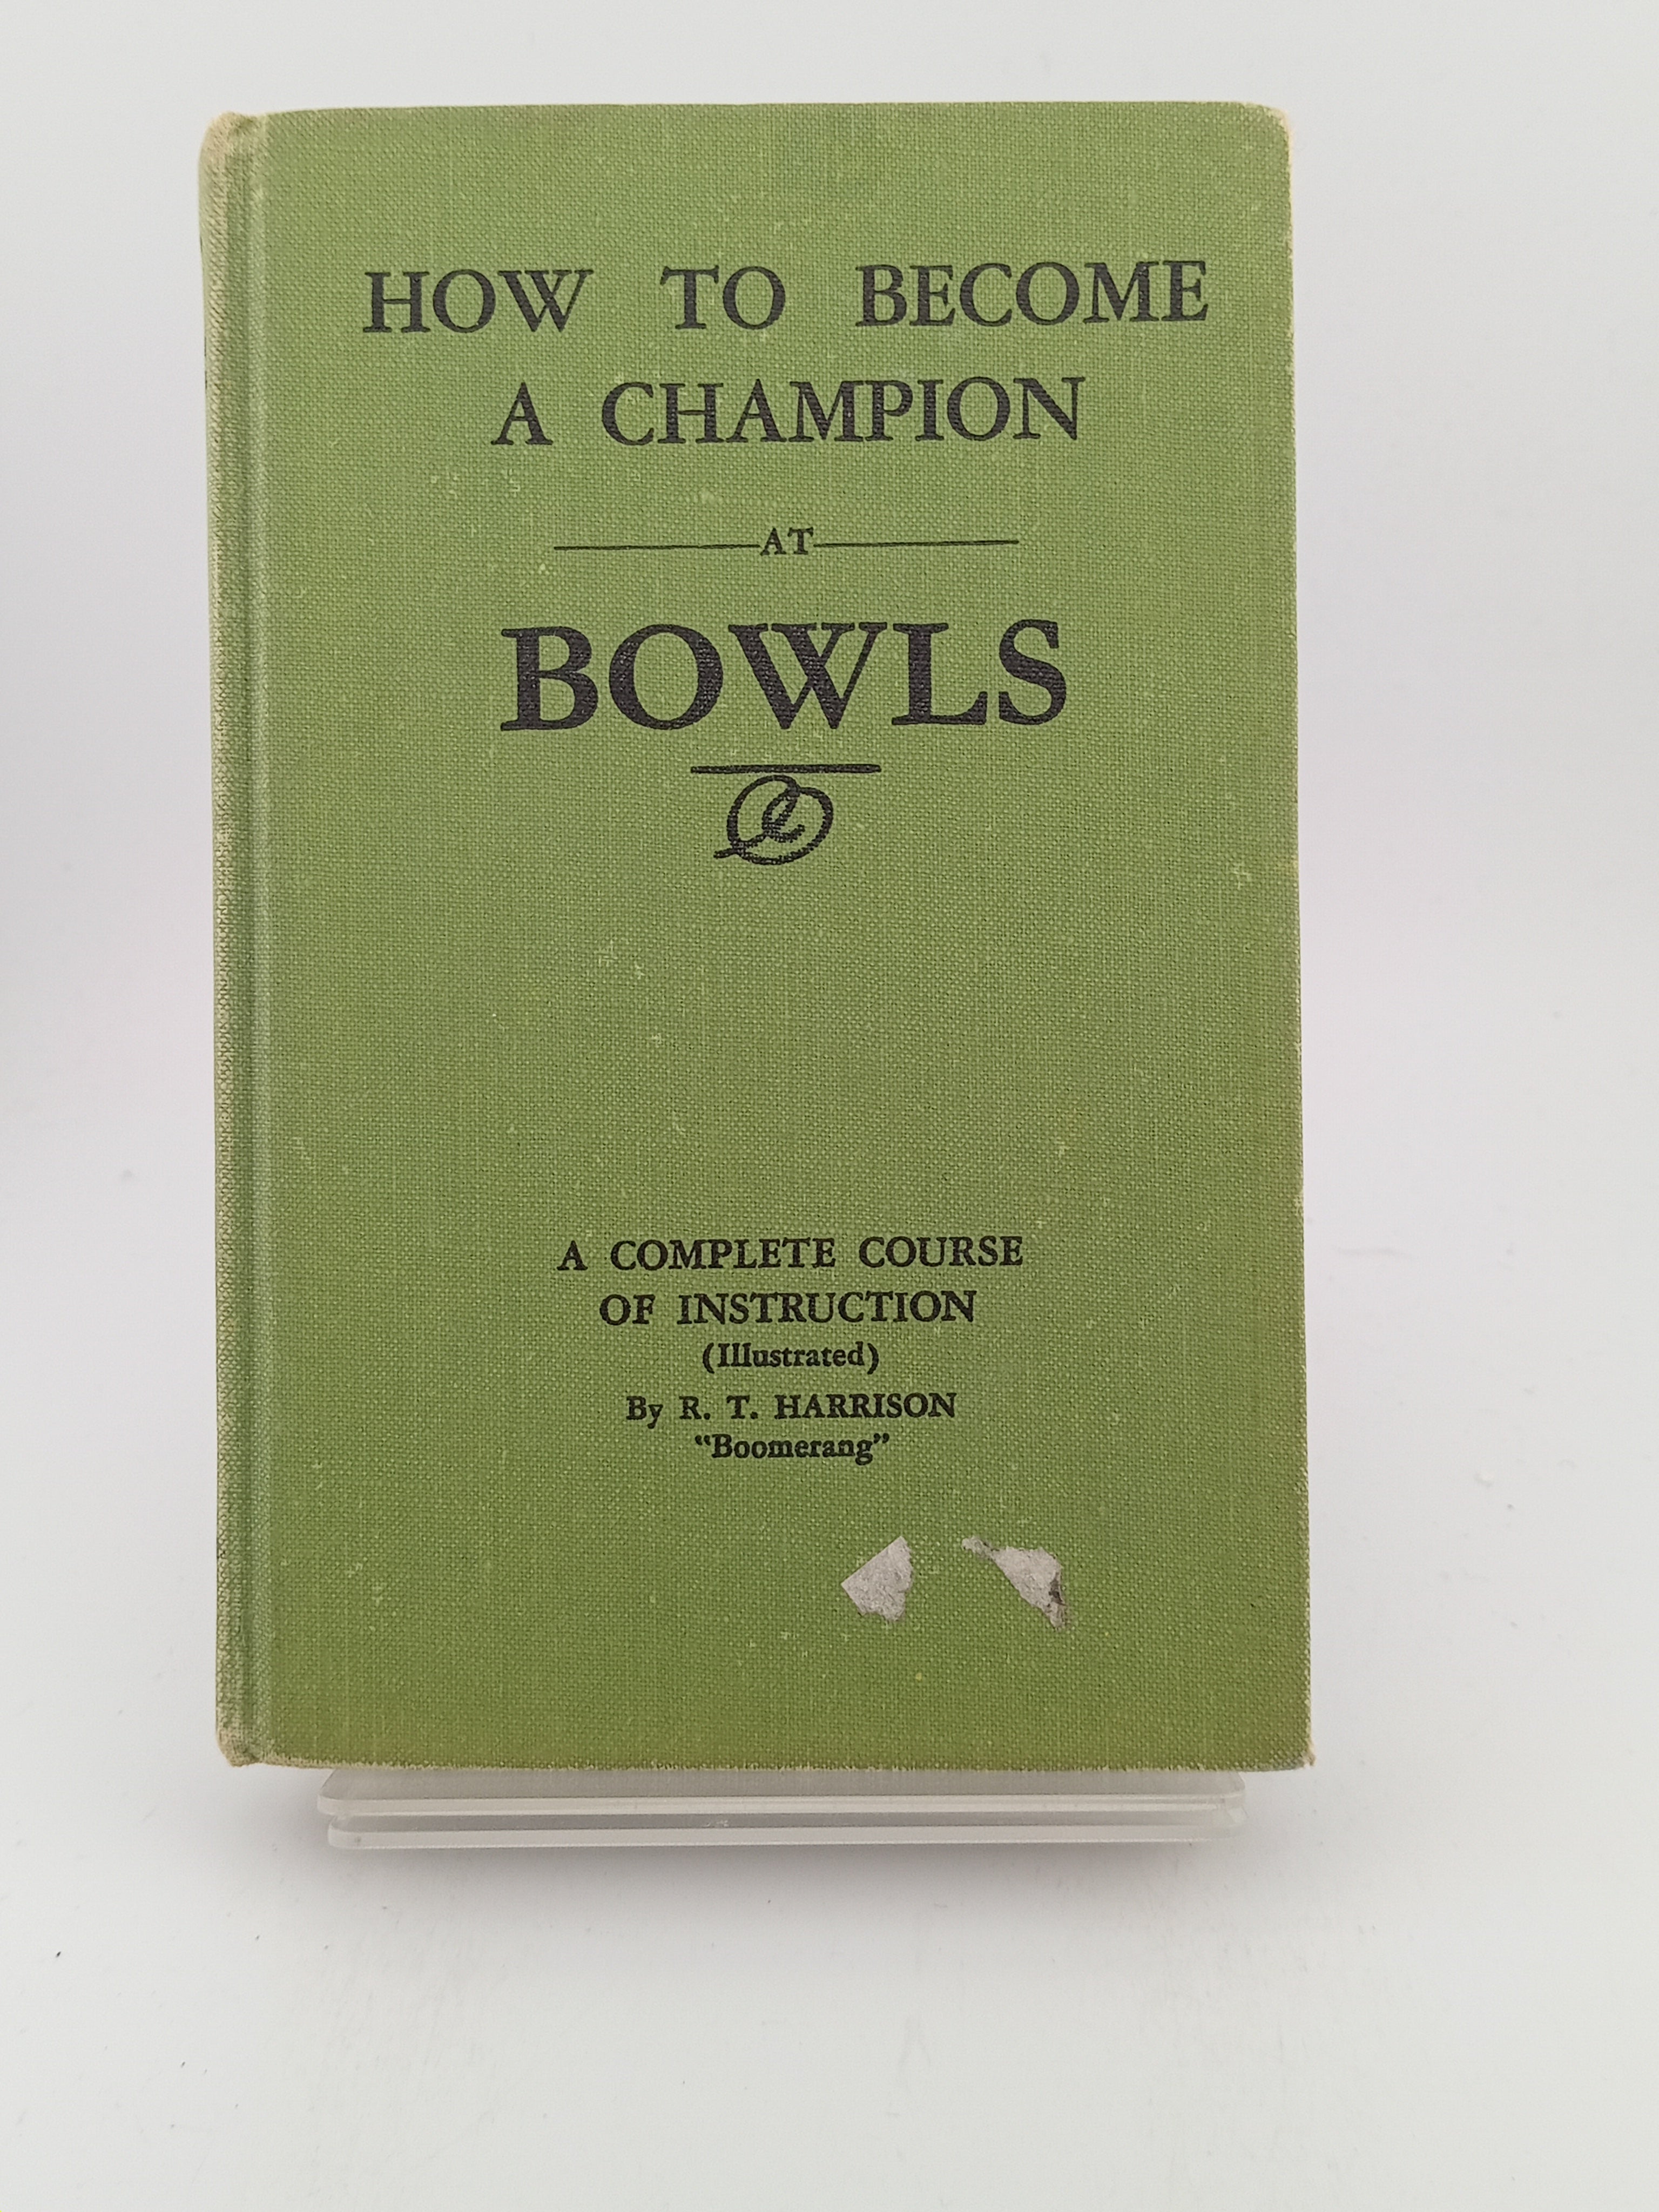 HOW TO BECOME
A CHAMPION
AT
BOWLS
A COMPLETE COURSE
OF INSTRUCTION
(Illustrated)
By R. T. HARRISON
"Boomerang"